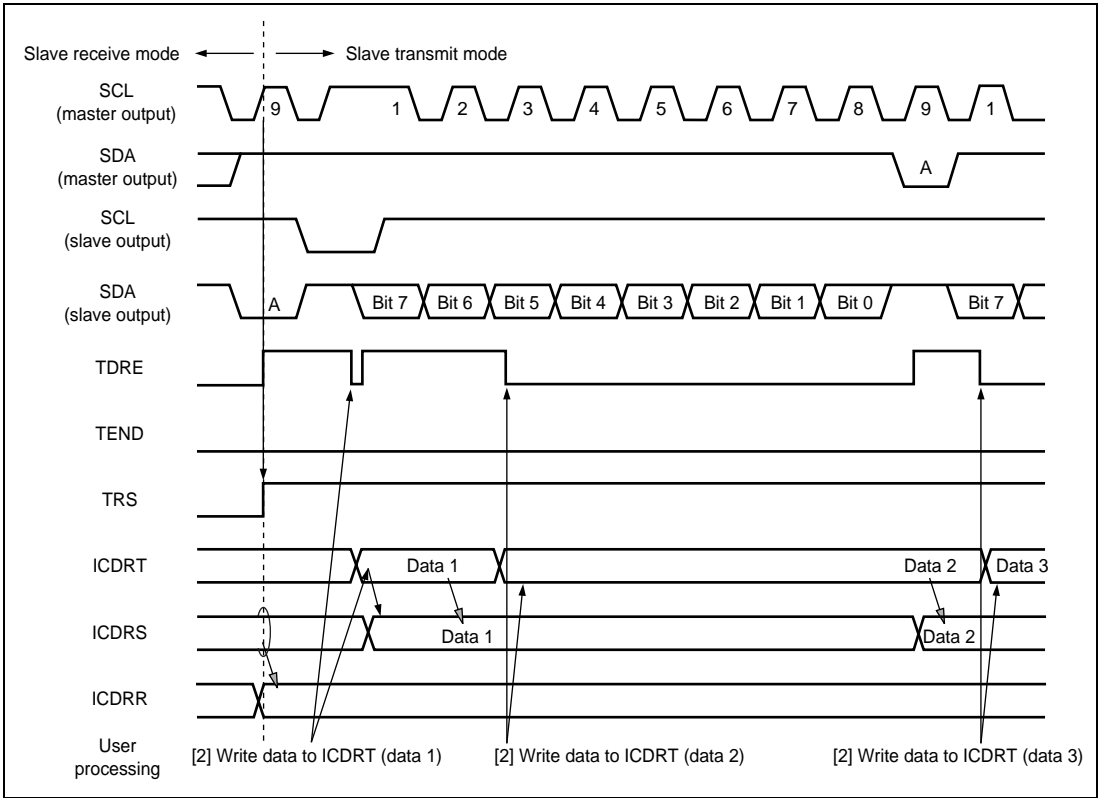 Slave receive mode
Slave transmit mode
SCL
(master output)
9 1 2 3 4 5 6 7 8 9 1
SDA
(master output)
A
SCL
(slave output)
SDA
(slave output)
A Bit 7 Bit 6 Bit 5 Bit 4 Bit 3 Bit 2 Bit 1 Bit 0 Bit 7
TDRE
TEND
TRS
ICDRT
Data 1 Data 2 Data 3
ICDRS
Data 1 Data 2
ICDRR
User
processing
[2] Write data to ICDRT (data 1) [2] Write data to ICDRT (data 2) [2] Write data to ICDRT (data 3)